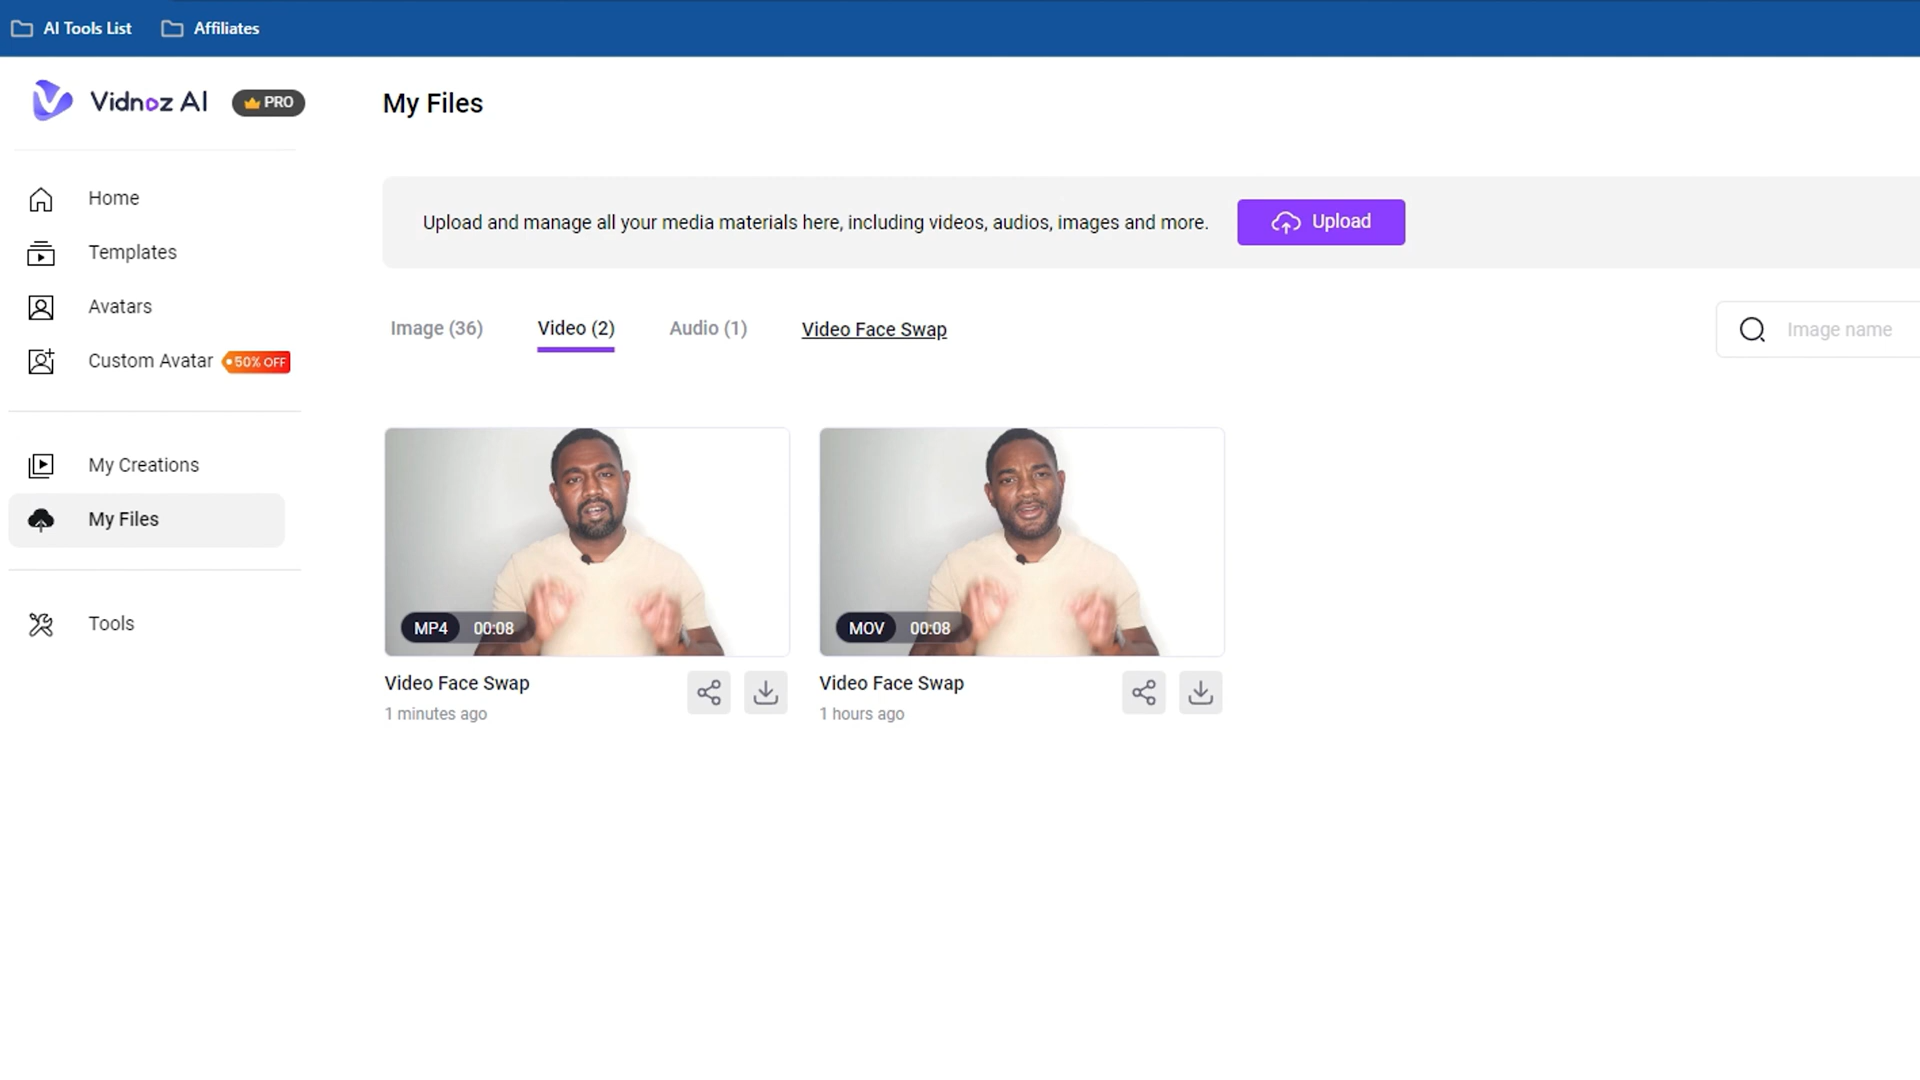 AI Tools List
Affiliates
Vidnoz AI
PRO
My Files
Home
Templates
Avatars
Custom Avatar
50% OFF
My Creations
My Files
Tools
Upload and manage all your media materials here, including videos, audios, images and more.
Upload
Image (36)
Video (2)
Audio (1)
Video Face Swap
Image name
MP4 00:08
Video Face Swap
1 minutes ago
MOV 00:08
Video Face Swap
1 hours ago